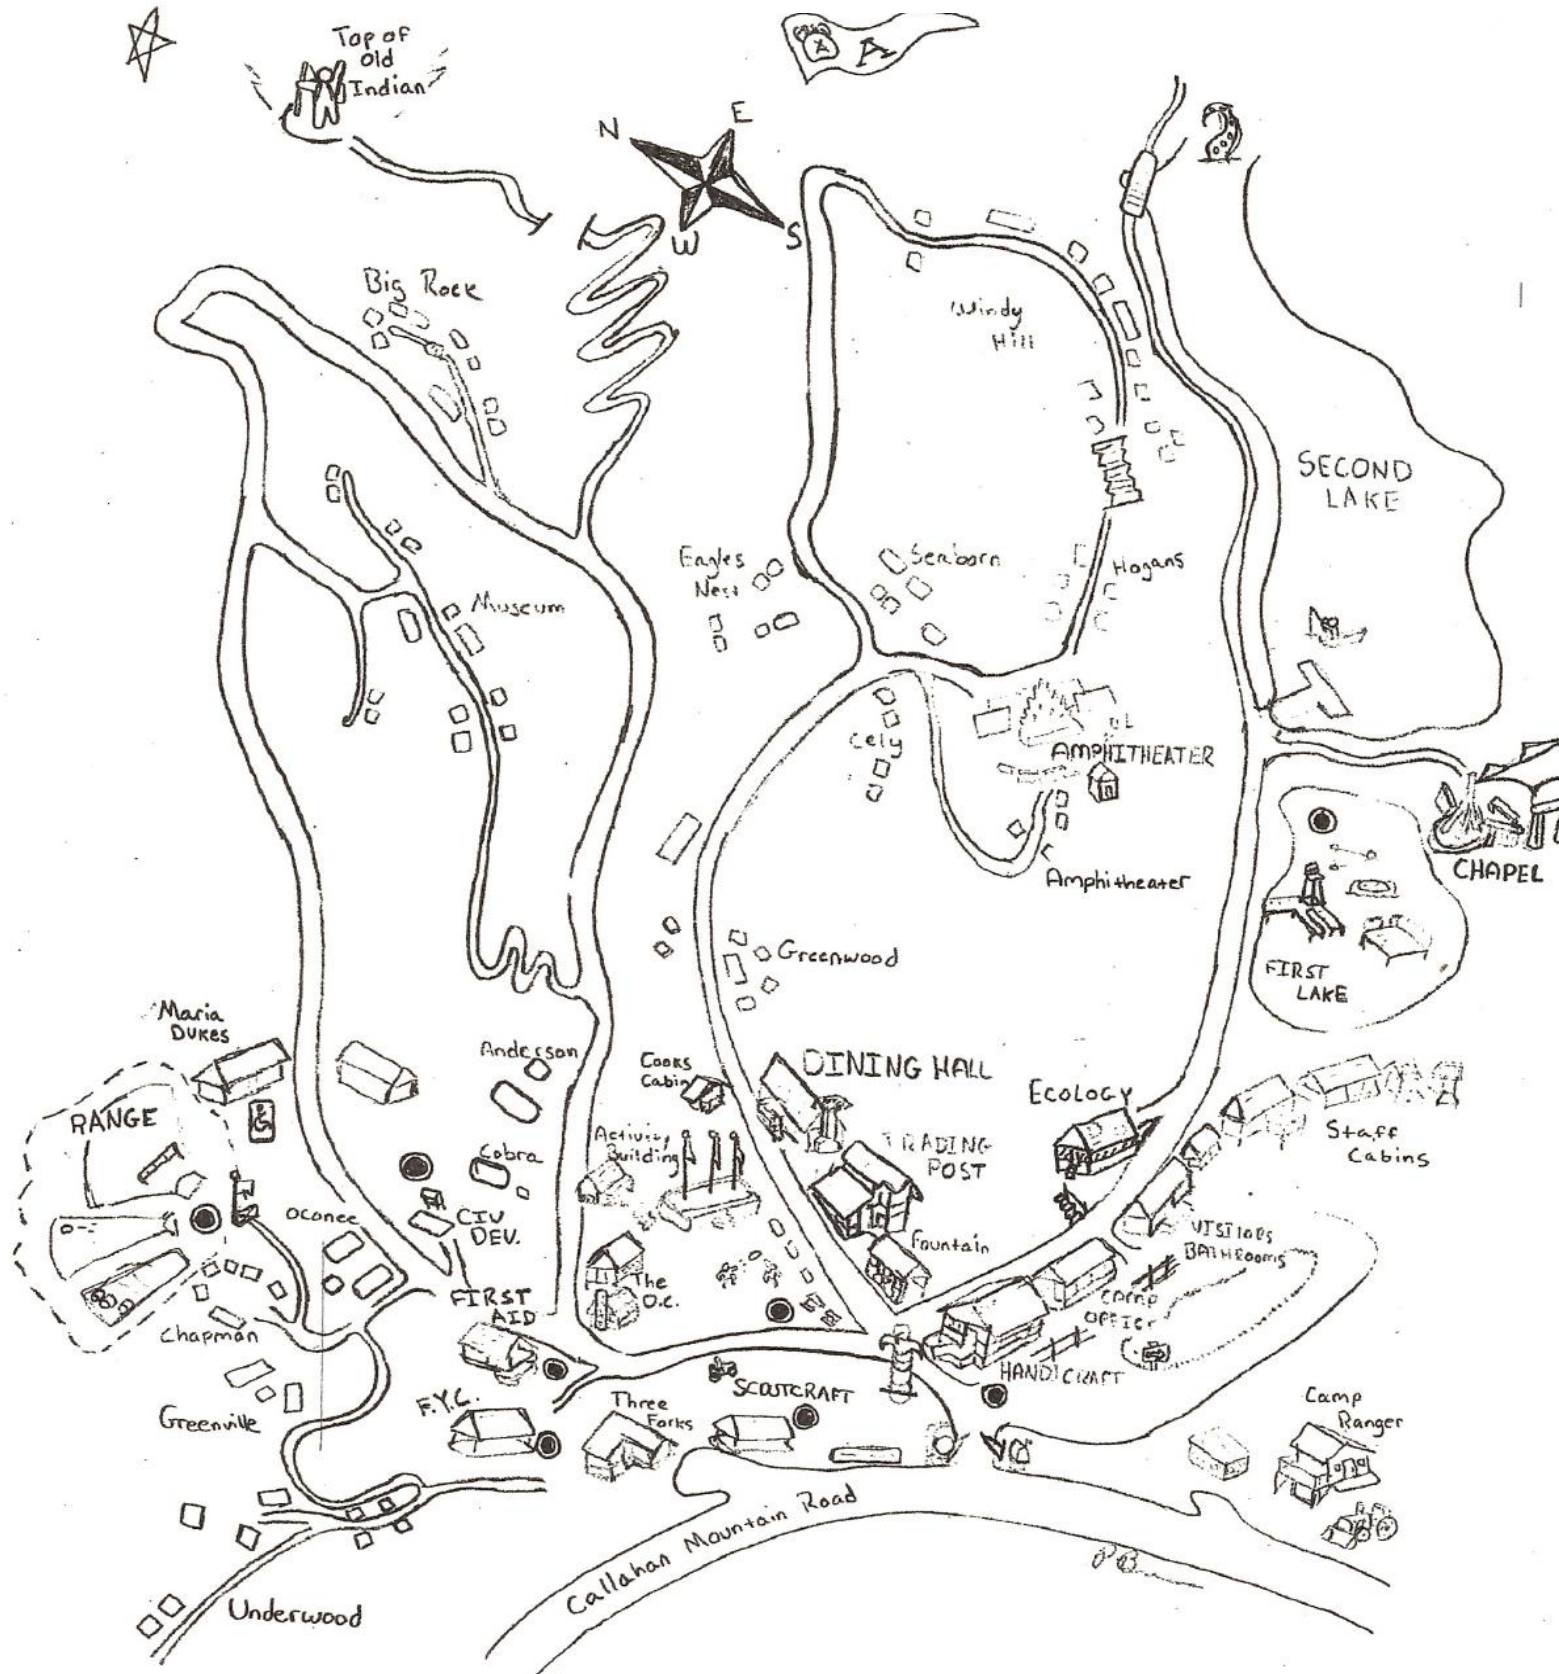 Top of
Old
Indian
A
N
E
W
S
Big Rock
Windy
Hill
SECOND
LAKE
Eagles
Nest
Seaborn
Hogans
Museum
Cely
AMPHITHEATER
Amphitheater
CHAPEL
FIRST
LAKE
Greenwood
Maria
DUKES
RANGE
Anderson
Cooks
Cabin
DINING HALL
ECOLOGY
Staff
Cabins
Activity
Building
TRADING
POST
Cobra
CIV
DEV.
Oconee
Fountain
VISITORS
BATHROOMS
The
O.C.
FIRST
AID
CAMP
OFFICE
Chapman
HANDICRAFT
SCOUTCRAFT
Three
Forks
F.Y.C.
Greenville
Camp
Ranger
Callahan Mountain Road
Underwood